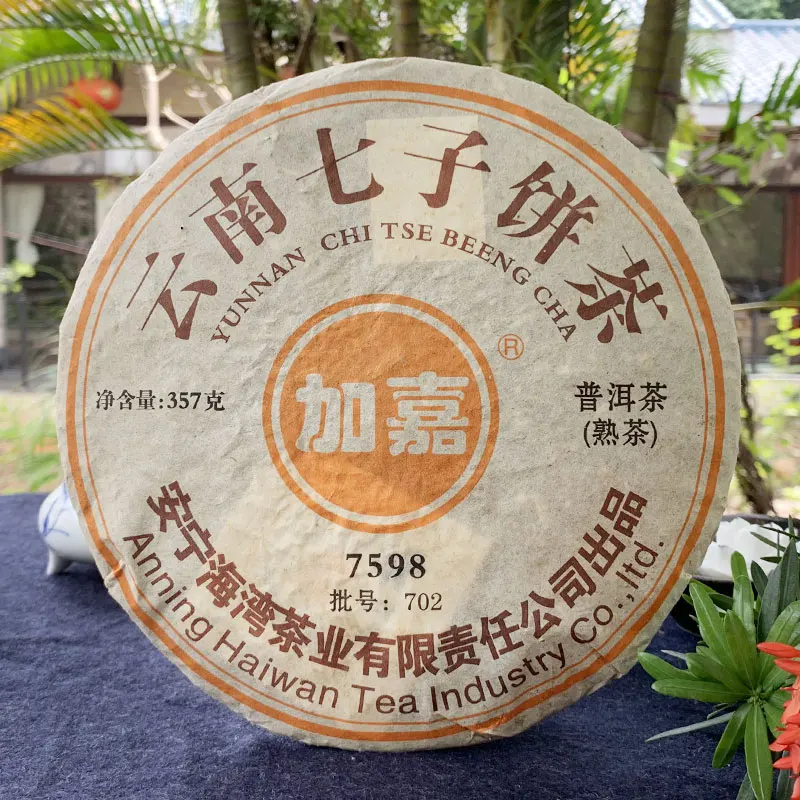 云南七子饼茶
YUNNAN CHI TSE BEENG CHA
®
加嘉
净含量:357克
普洱茶
(熟茶)
7598
批号: 702
安宁海湾茶业有限责任公司出品
Anning Haiwan Tea Industry Co.,ltd.